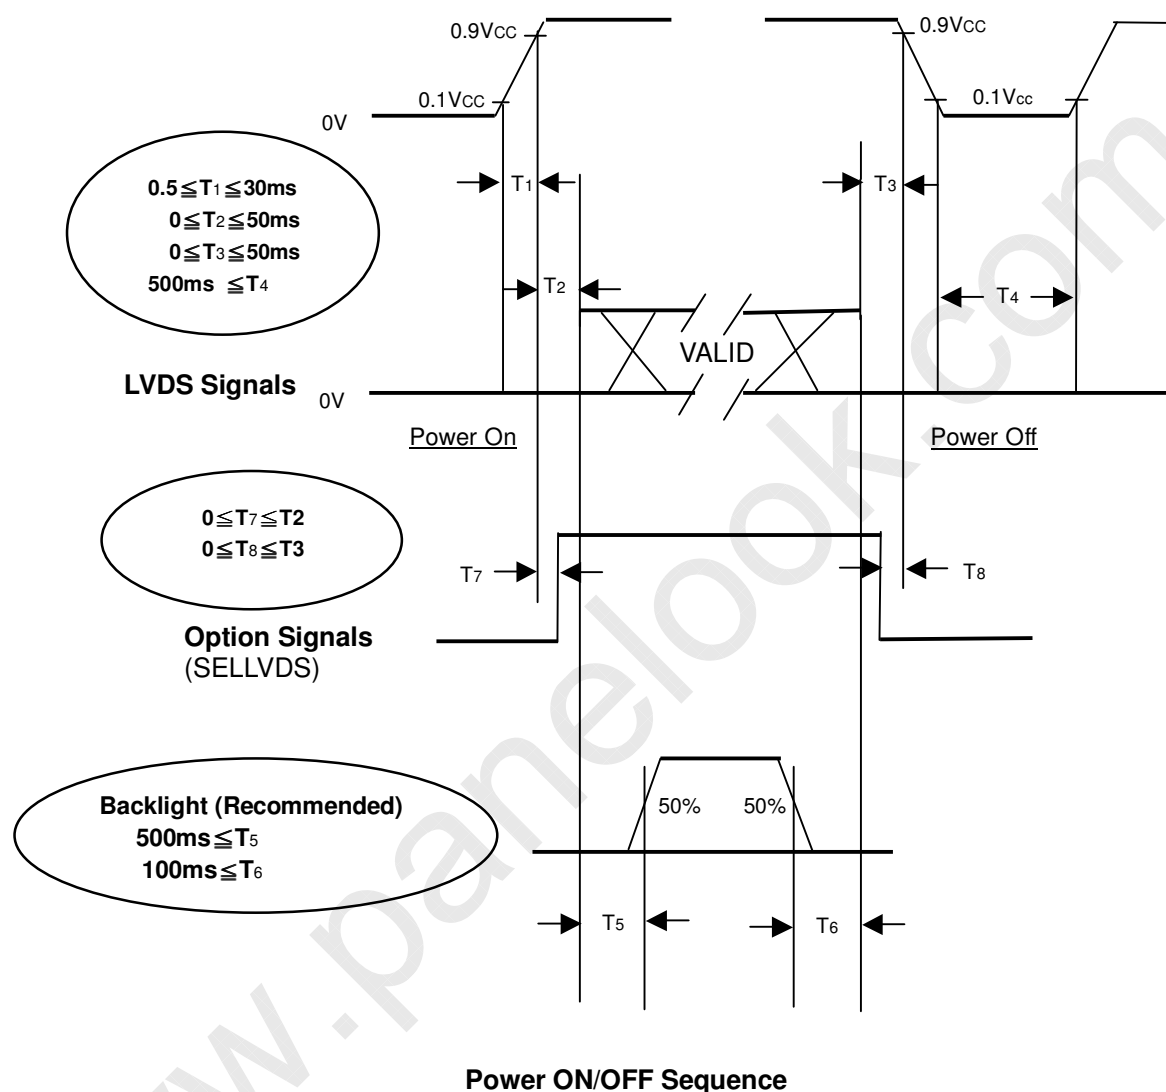 0.9VCC
0.9VCC
0.1VCC
0.1Vcc
0V
0.5≦T1≦30ms
0≦T2≦50ms
0≦T3≦50ms
500ms ≦T4
T1
T3
T2
T4
VALID
LVDS Signals
0V
Power On
Power Off
0≦T7≦T2
0≦T8≦T3
T7
T8
Option Signals
(SELLVDS)
Backlight (Recommended)
500ms≦T5
100ms≦T6
50%
50%
T5
T6
Power ON/OFF Sequence
www.panelook.com